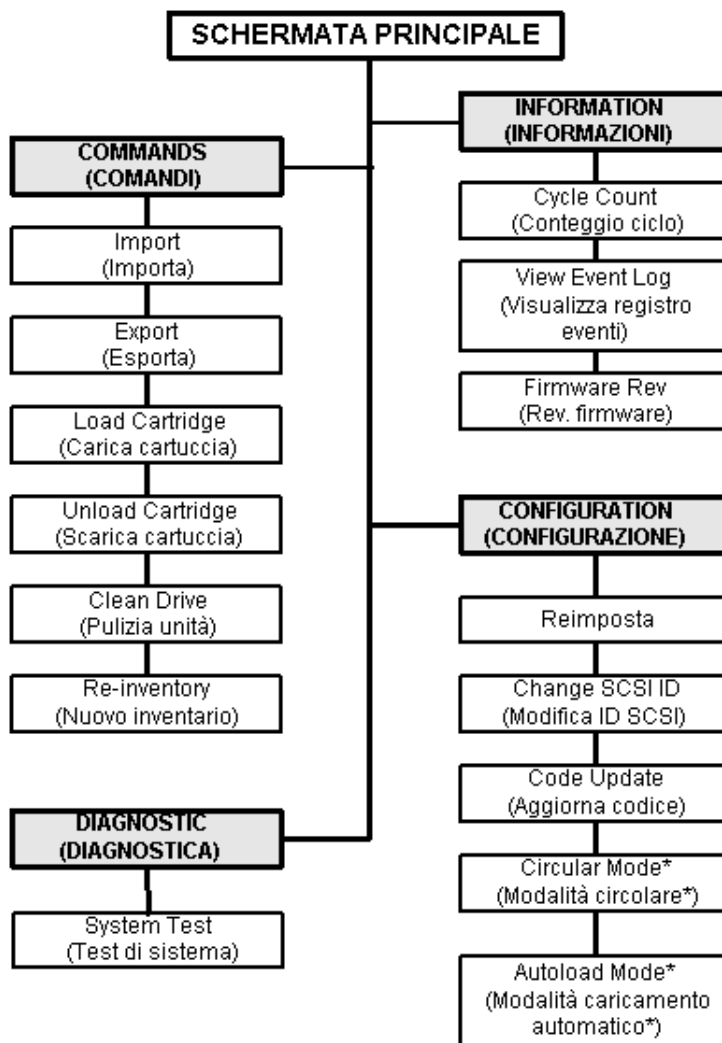 SCHERMATA PRINCIPALE
COMMANDS
(COMANDI)
Import
(Importa)
Export
(Esporta)
Load Cartridge
(Carica cartuccia)
Unload Cartridge
(Scarica cartuccia)
Clean Drive
(Pulizia unità)
Re-inventory
(Nuovo inventario)
DIAGNOSTIC
(DIAGNOSTICA)
System Test
(Test di sistema)
INFORMATION
(INFORMAZIONI)
Cycle Count
(Conteggio ciclo)
View Event Log
(Visualizza registro
eventi)
Firmware Rev
(Rev. firmware)
CONFIGURATION
(CONFIGURAZIONE)
Reimposta
Change SCSI ID
(Modifica ID SCSI)
Code Update
(Aggiorna codice)
Circular Mode*
(Modalità circolare*)
Autoload Mode*
(Modalità caricamento
automatico*)